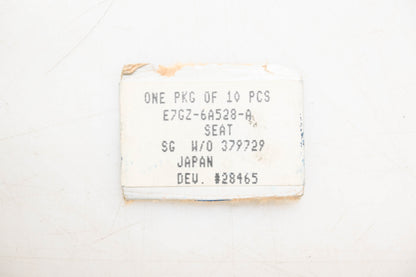 ONE PKG OF 10 PCS
E7GZ-6A528-A
SEAT
SG W/O 379729
JAPAN
DEV. #28465